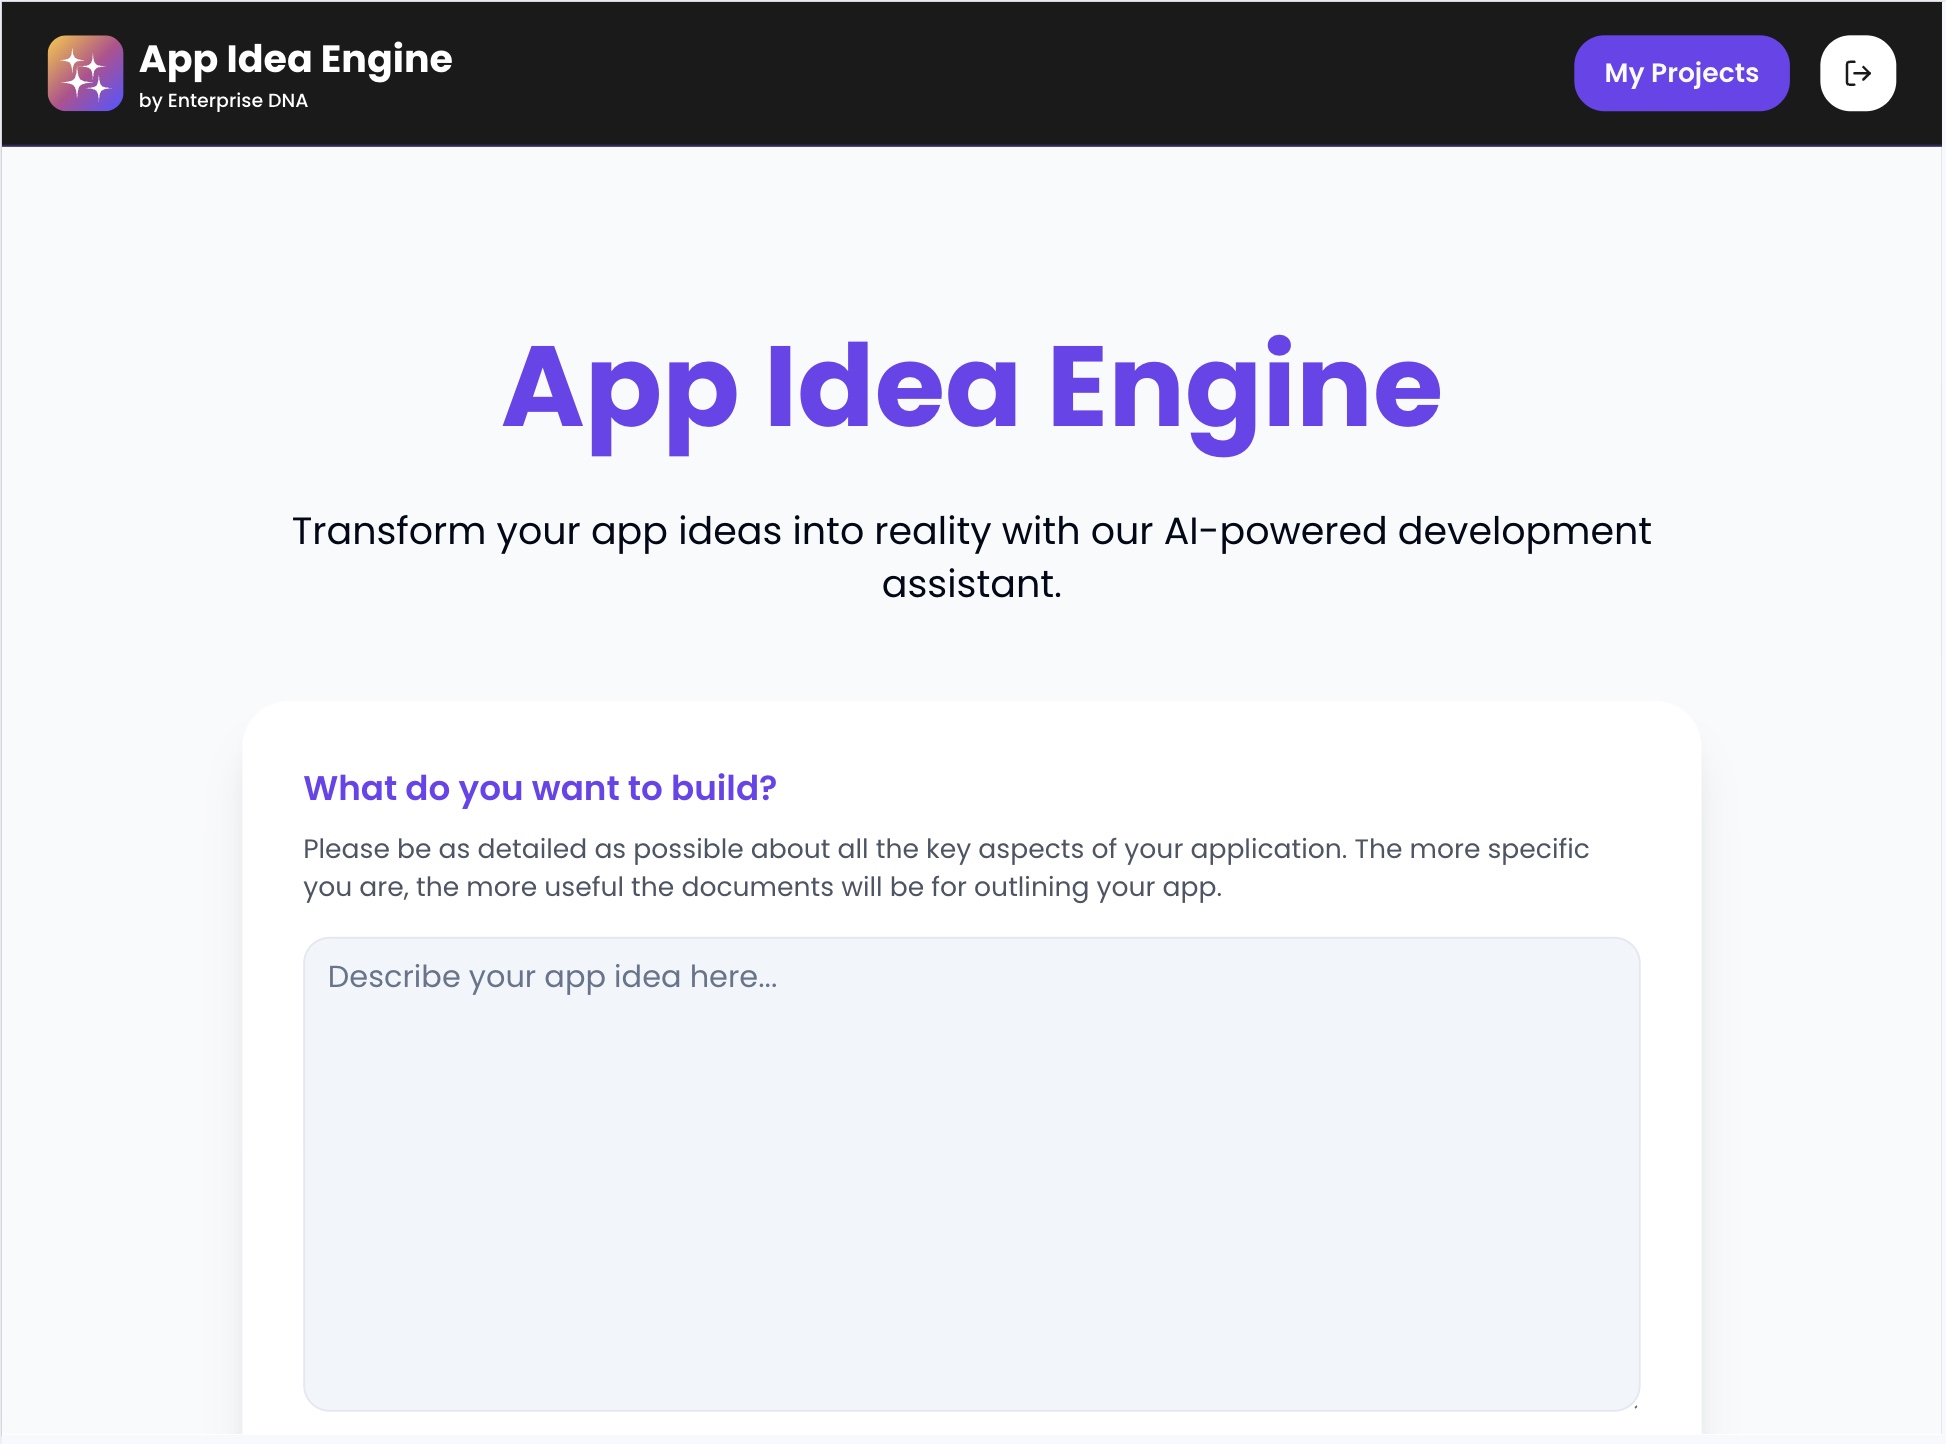 App Idea Engine
by Enterprise DNA
My Projects
App Idea Engine
Transform your app ideas into reality with our AI-powered development
assistant.
What do you want to build?
Please be as detailed as possible about all the key aspects of your application. The more specific
you are, the more useful the documents will be for outlining your app.
Describe your app idea here...